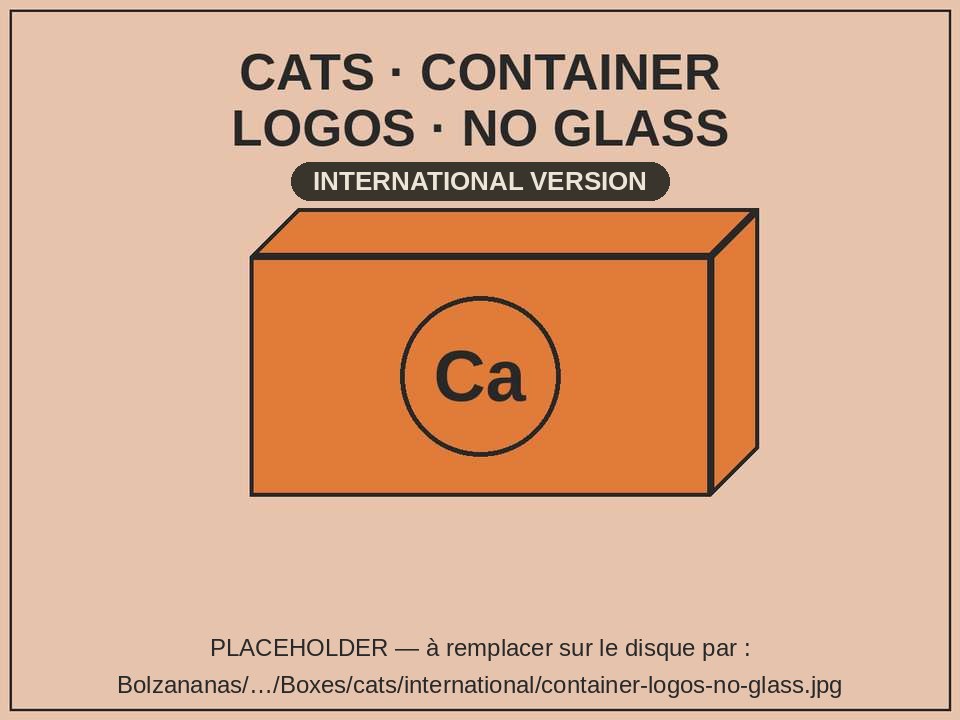 CATS · CONTAINER
LOGOS · NO GLASS
INTERNATIONAL VERSION
Ca
PLACEHOLDER — à remplacer sur le disque par :
Bolzananas/…/Boxes/cats/international/container-logos-no-glass.jpg